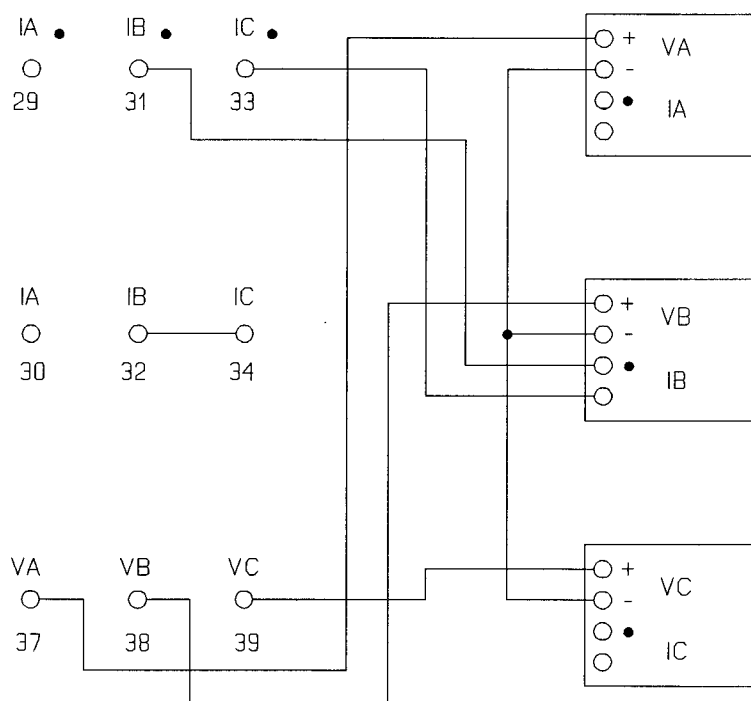 IA • IB • IC •
29 31 33
+ VA
-
• IA
IA IB IC
30 32 34
+ VB
-
• IB
VA VB VC
37 38 39
+ VC
-
• IC